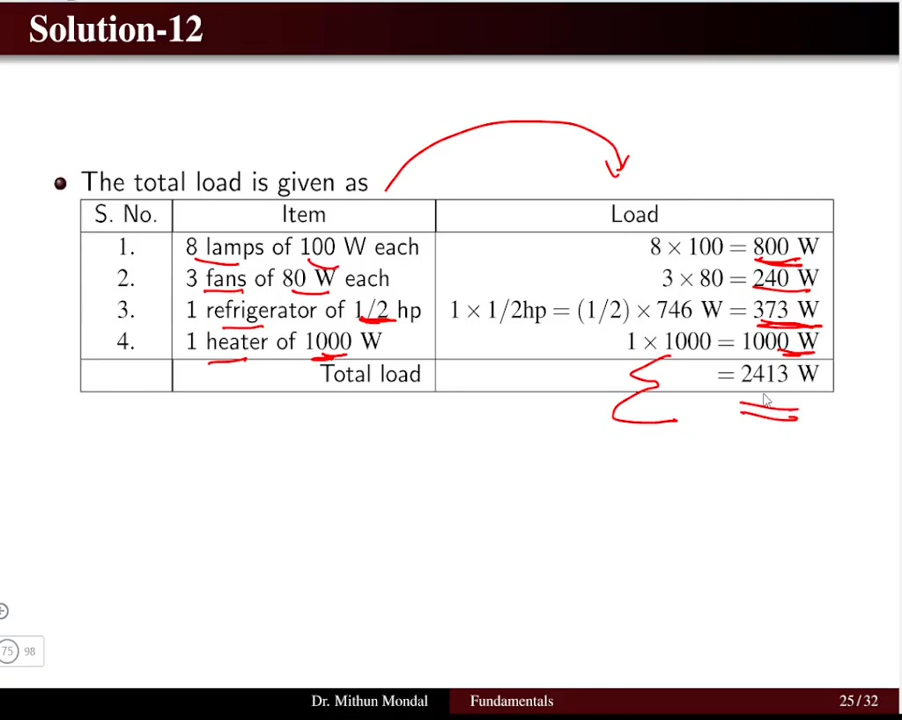 Solution-12
The total load is given as
S. No. Item Load
1. 8 lamps of 100 W each 8 × 100 = 800 W
2. 3 fans of 80 W each 3 × 80 = 240 W
3. 1 refrigerator of 1/2 hp 1 × 1/2hp = (1/2) × 746 W = 373 W
4. 1 heater of 1000 W 1 × 1000 = 1000 W
Total load = 2413 W
75 98
Dr. Mithun Mondal Fundamentals 25 / 32